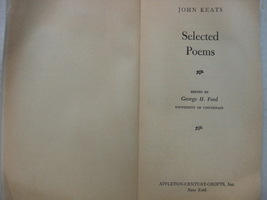 JOHN KEATS
Selected
Poems
EDITED BY
George H. Ford
UNIVERSITY OF CINCINNATI
APPLETON-CENTURY-CROFTS, Inc.
New York